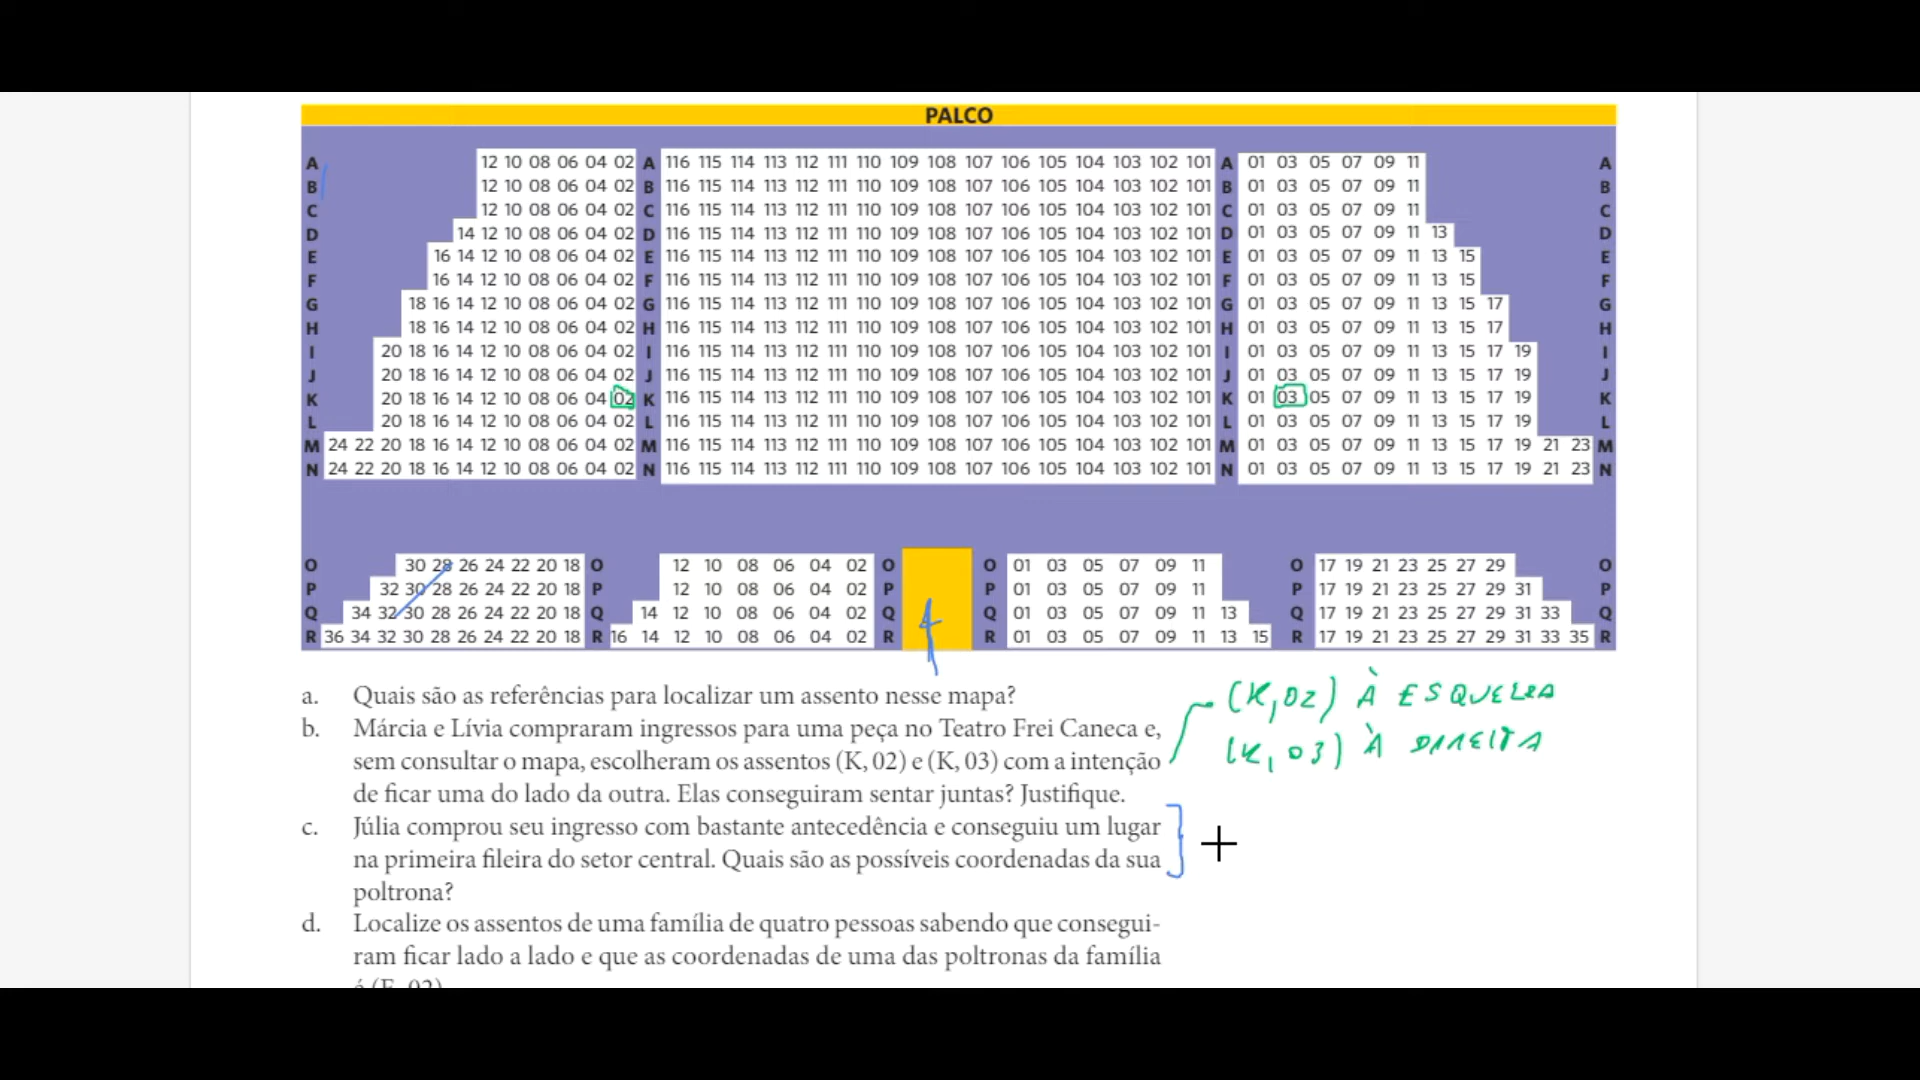 PALCO
A 12 10 08 06 04 02 A 116 115 114 113 112 111 110 109 108 107 106 105 104 103 102 101 A 01 03 05 07 09 11 A
B 12 10 08 06 04 02 B 116 115 114 113 112 111 110 109 108 107 106 105 104 103 102 101 B 01 03 05 07 09 11 B
C 12 10 08 06 04 02 C 116 115 114 113 112 111 110 109 108 107 106 105 104 103 102 101 C 01 03 05 07 09 11 C
D 14 12 10 08 06 04 02 D 116 115 114 113 112 111 110 109 108 107 106 105 104 103 102 101 D 01 03 05 07 09 11 13 D
E 16 14 12 10 08 06 04 02 E 116 115 114 113 112 111 110 109 108 107 106 105 104 103 102 101 E 01 03 05 07 09 11 13 15 E
F 16 14 12 10 08 06 04 02 F 116 115 114 113 112 111 110 109 108 107 106 105 104 103 102 101 F 01 03 05 07 09 11 13 15 F
G 18 16 14 12 10 08 06 04 02 G 116 115 114 113 112 111 110 109 108 107 106 105 104 103 102 101 G 01 03 05 07 09 11 13 15 17 G
H 18 16 14 12 10 08 06 04 02 H 116 115 114 113 112 111 110 109 108 107 106 105 104 103 102 101 H 01 03 05 07 09 11 13 15 17 H
I 20 18 16 14 12 10 08 06 04 02 I 116 115 114 113 112 111 110 109 108 107 106 105 104 103 102 101 I 01 03 05 07 09 11 13 15 17 19 I
J 20 18 16 14 12 10 08 06 04 02 J 116 115 114 113 112 111 110 109 108 107 106 105 104 103 102 101 J 01 03 05 07 09 11 13 15 17 19 J
K 20 18 16 14 12 10 08 06 04 02 K 116 115 114 113 112 111 110 109 108 107 106 105 104 103 102 101 K 01 03 05 07 09 11 13 15 17 19 K
L 20 18 16 14 12 10 08 06 04 02 L 116 115 114 113 112 111 110 109 108 107 106 105 104 103 102 101 L 01 03 05 07 09 11 13 15 17 19 L
M 24 22 20 18 16 14 12 10 08 06 04 02 M 116 115 114 113 112 111 110 109 108 107 106 105 104 103 102 101 M 01 03 05 07 09 11 13 15 17 19 21 23 M
N 24 22 20 18 16 14 12 10 08 06 04 02 N 116 115 114 113 112 111 110 109 108 107 106 105 104 103 102 101 N 01 03 05 07 09 11 13 15 17 19 21 23 N
O 30 28 26 24 22 20 18 O 12 10 08 06 04 02 O O 01 03 05 07 09 11 O 17 19 21 23 25 27 29 O
P 32 30 28 26 24 22 20 18 P 12 10 08 06 04 02 P P 01 03 05 07 09 11 P 17 19 21 23 25 27 29 31 P
Q 34 32 30 28 26 24 22 20 18 Q 14 12 10 08 06 04 02 Q Q 01 03 05 07 09 11 13 Q 17 19 21 23 25 27 29 31 33 Q
R 36 34 32 30 28 26 24 22 20 18 R 16 14 12 10 08 06 04 02 R R 01 03 05 07 09 11 13 15 R 17 19 21 23 25 27 29 31 33 35 R
a. Quais são as referências para localizar um assento nesse mapa?
b. Márcia e Lívia compraram ingressos para uma peça no Teatro Frei Caneca e,
sem consultar o mapa, escolheram os assentos (K, 02) e (K, 03) com a intenção
de ficar uma do lado da outra. Elas conseguiram sentar juntas? Justifique.
c. Júlia comprou seu ingresso com bastante antecedência e conseguiu um lugar
na primeira fileira do setor central. Quais são as possíveis coordenadas da sua
poltrona?
d. Localize os assentos de uma família de quatro pessoas sabendo que consegui-
ram ficar lado a lado e que as coordenadas de uma das poltronas da família
(K, 02) À ESQUERDA
(K, 03) À DIREITA